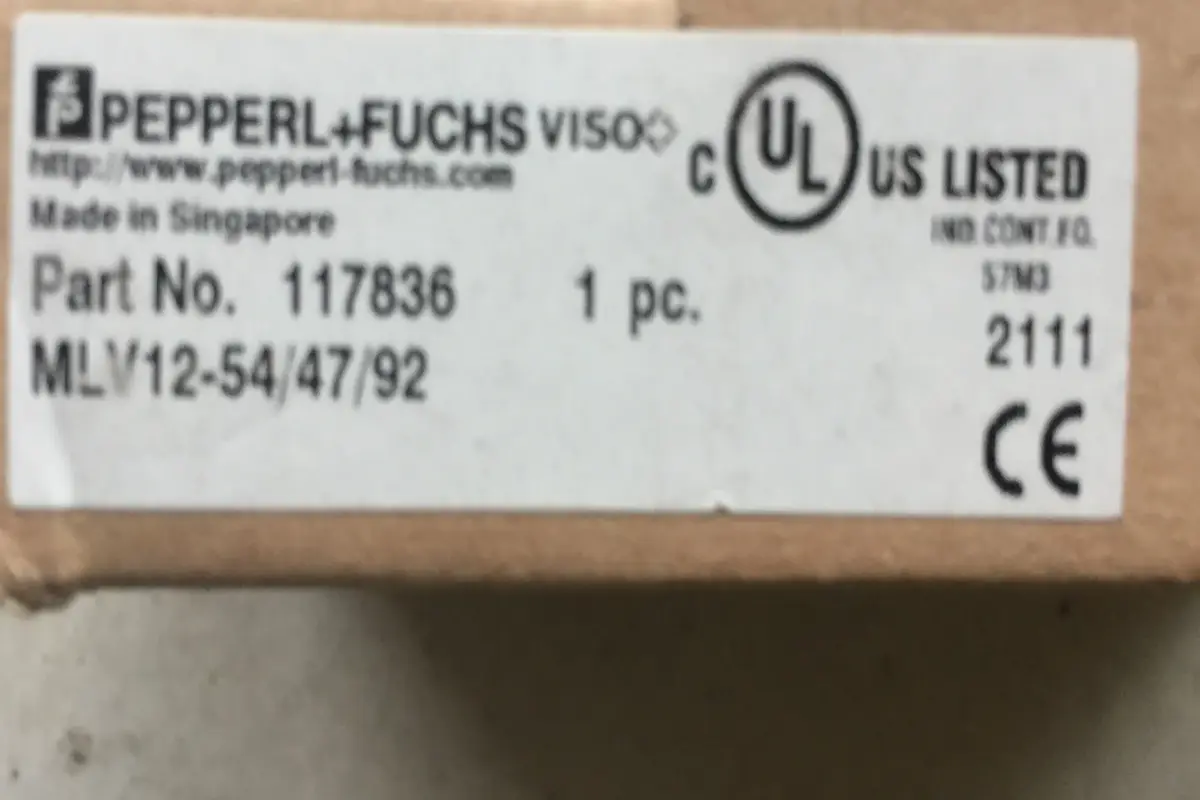 PEPPERL+FUCHS VISO
http://www.pepperl-fuchs.com
Made in Singapore
Part No. 117836 1 pc.
MLV12-54/47/92
C UL US LISTED
IND.CONT.EQ.
57M3
2111
CE